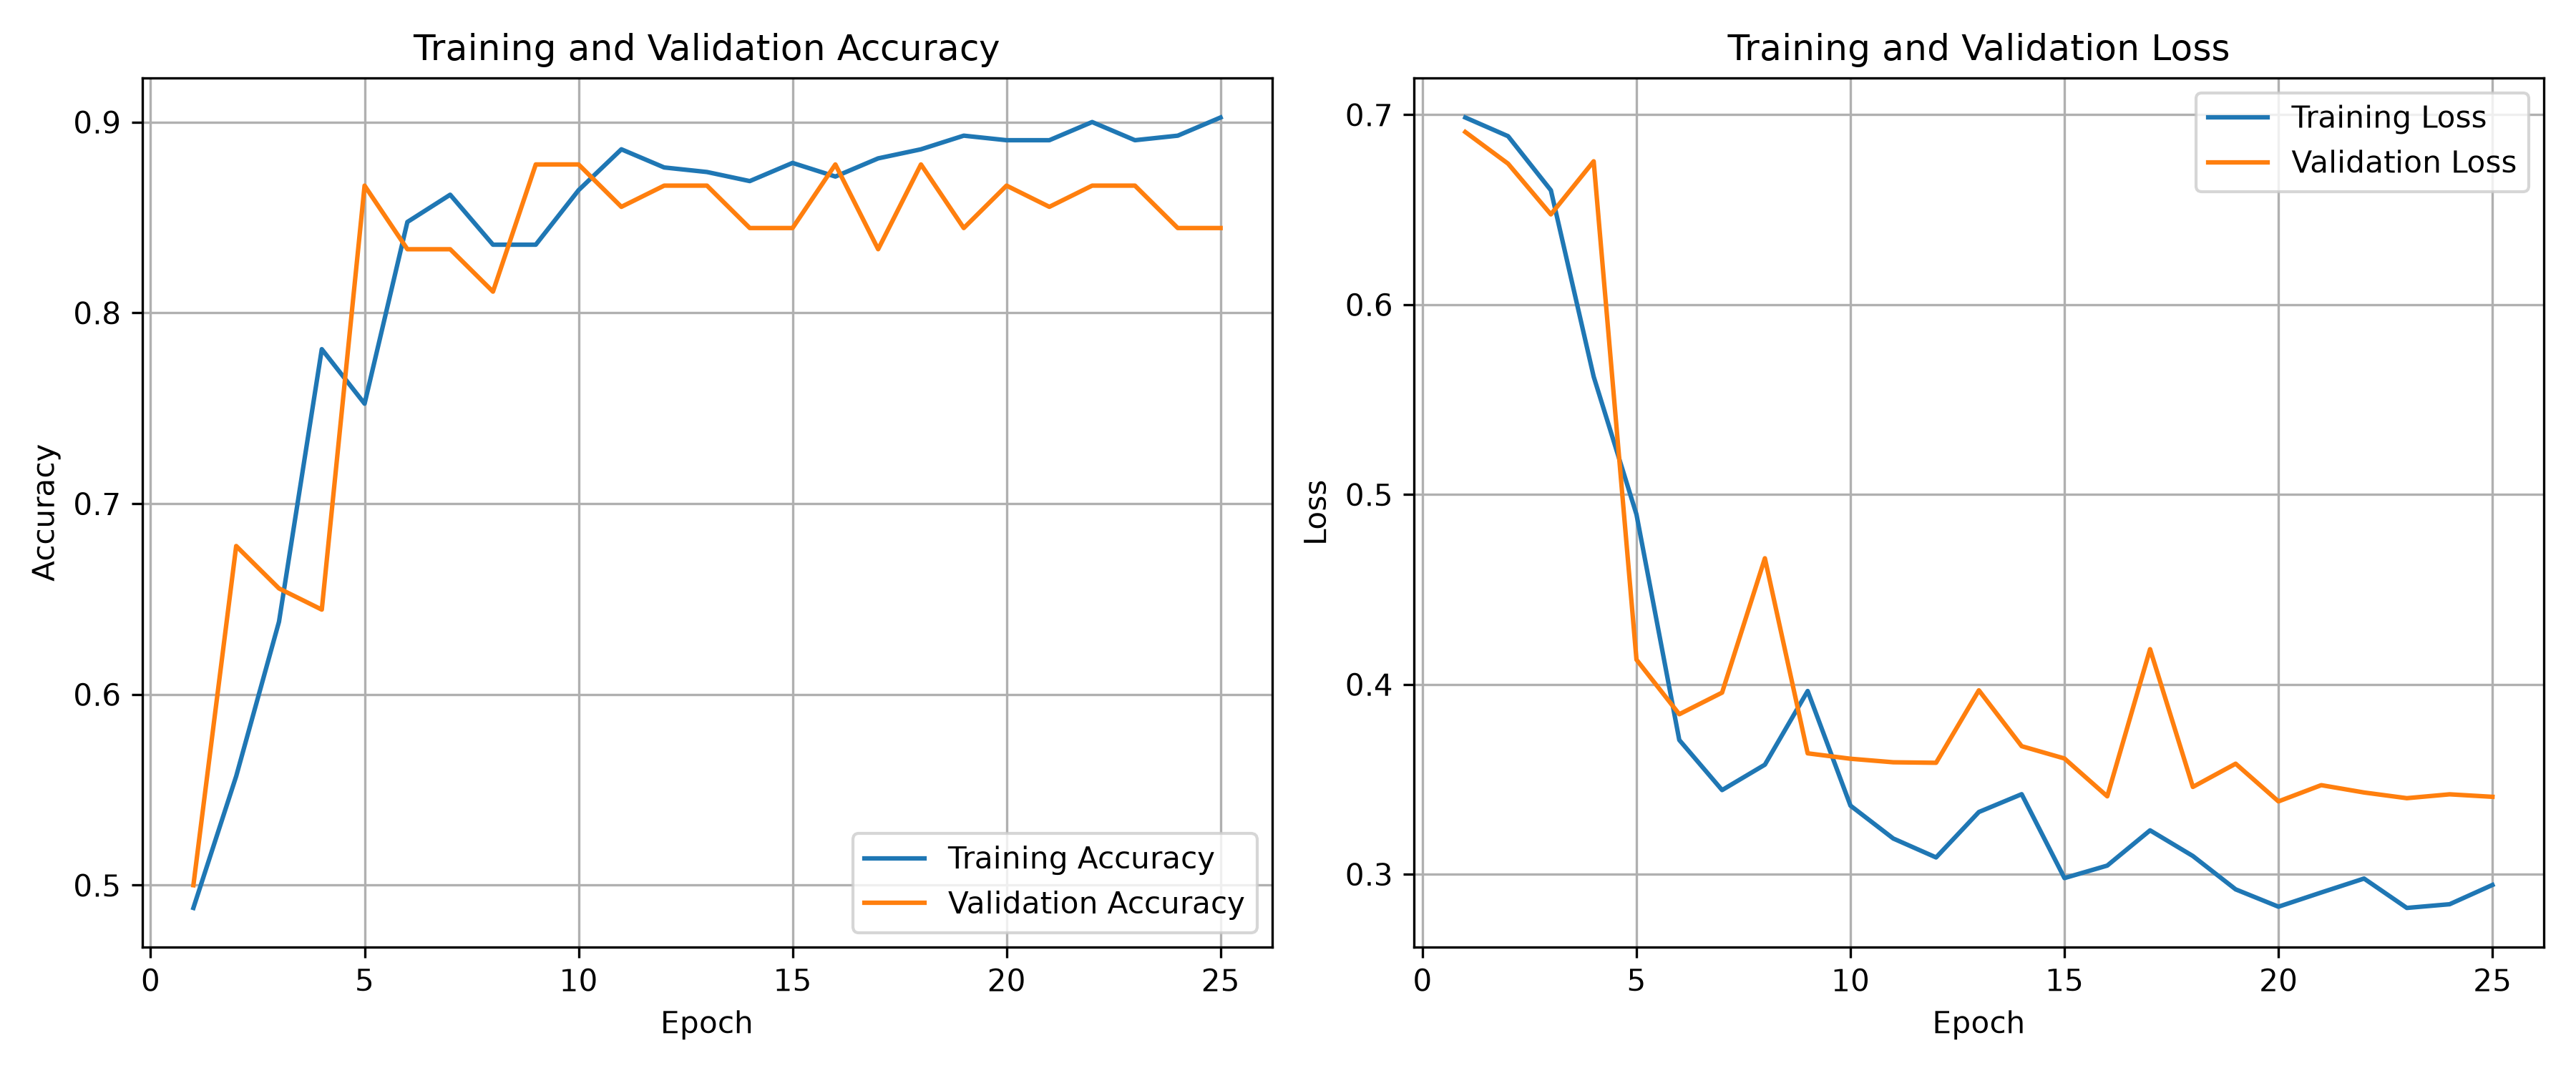 Training and Validation Accuracy
Accuracy
0.9
0.8
0.7
0.6
0.5
0 5 10 15 20 25
Epoch
Training Accuracy
Validation Accuracy
Training and Validation Loss
Loss
0.7
0.6
0.5
0.4
0.3
0 5 10 15 20 25
Epoch
Training Loss
Validation Loss